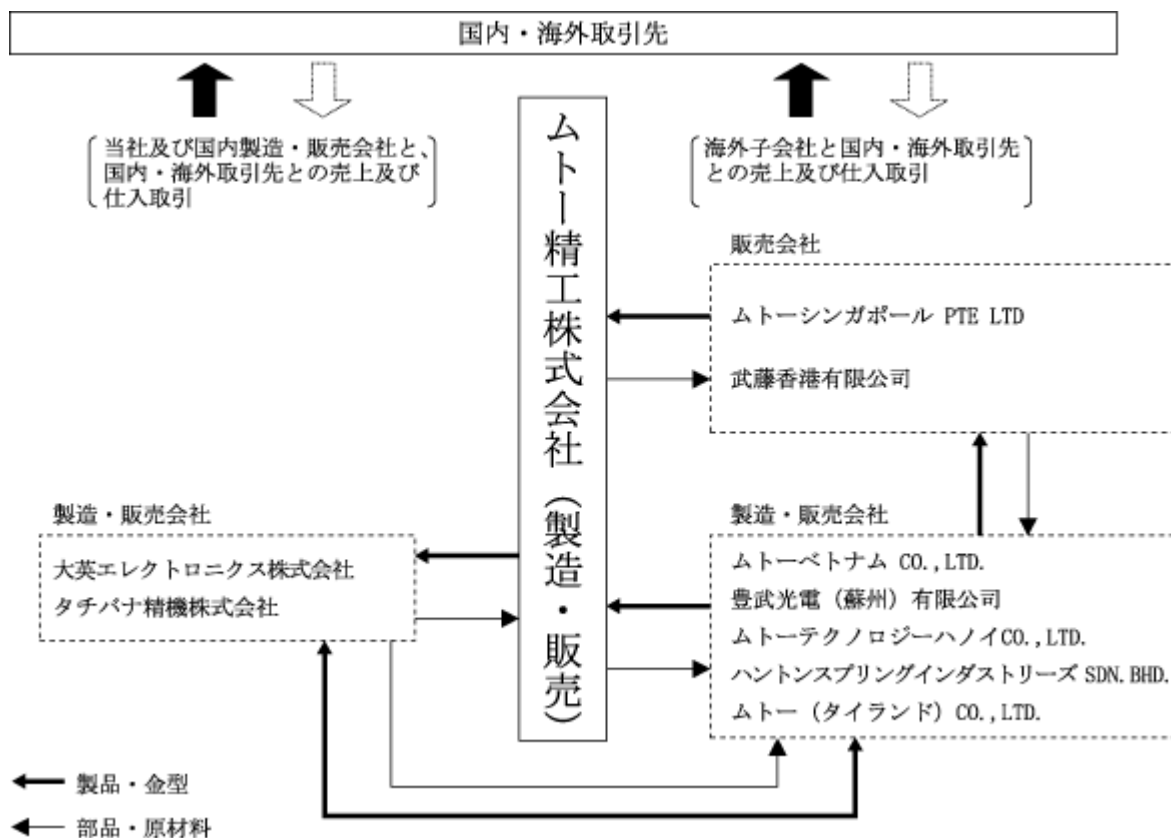 国内・海外取引先
当社及び国内製造・販売会社と、
国内・海外取引先との売上及び
仕入取引
海外子会社と国内・海外取引先
との売上及び仕入取引
ムトー精工株式会社（製造・販売）
販売会社
ムトーシンガポール PTE LTD
武藤香港有限公司
製造・販売会社
大英エレクトロニクス株式会社
タチバナ精機株式会社
製造・販売会社
ムトーベトナム CO.,LTD.
豊武光電（蘇州）有限公司
ムトーテクノロジーハノイCO.,LTD.
ハントンスプリングインダストリーズ SDN.BHD.
ムトー（タイランド）CO.,LTD.
製品・金型
部品・原材料